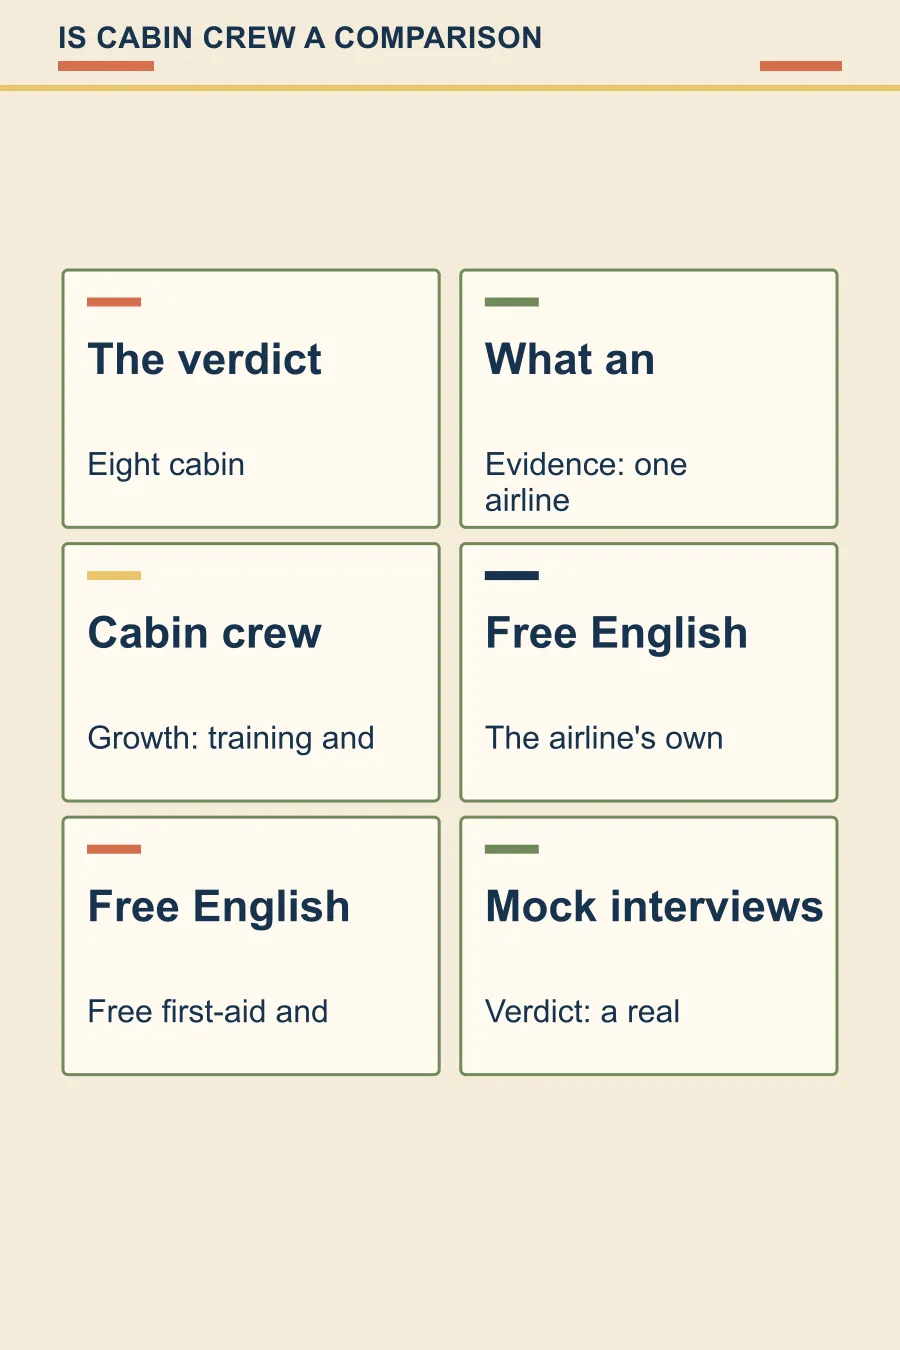 IS CABIN CREW A COMPARISON
The verdict
Eight cabin
What an
Evidence: one
airline
Cabin crew
Growth: training and
Free English
The airline's own
Free English
Free first-aid and
Mock interviews
Verdict: a real